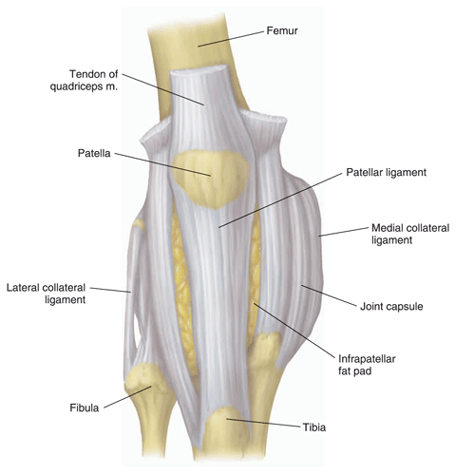 Femur
Tendon of
quadriceps m.
Patella
Patellar ligament
Medial collateral
ligament
Lateral collateral
ligament
Joint capsule
Infrapatellar
fat pad
Fibula
Tibia